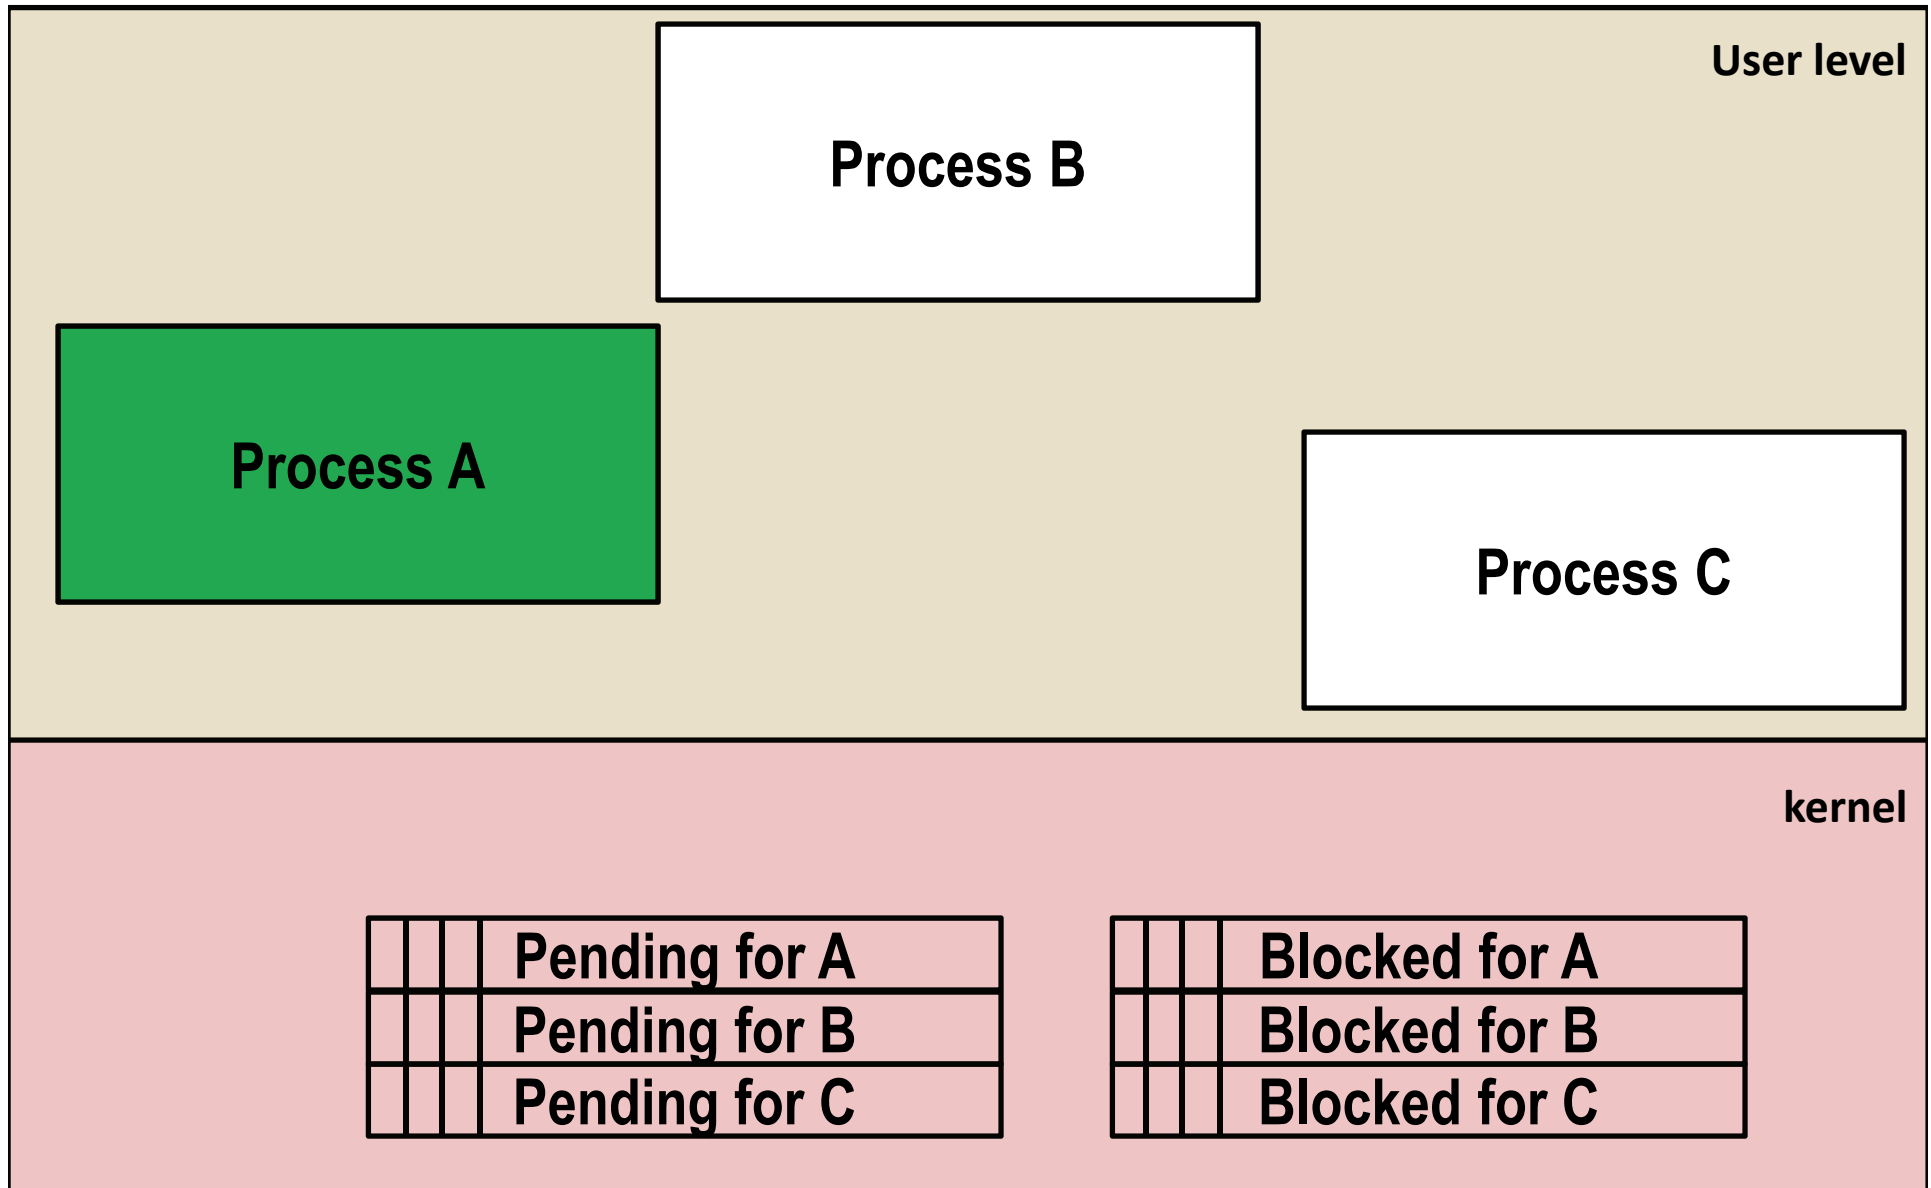 User level
Process B
Process A
Process C
kernel
Pending for A
Pending for B
Pending for C
Blocked for A
Blocked for B
Blocked for C